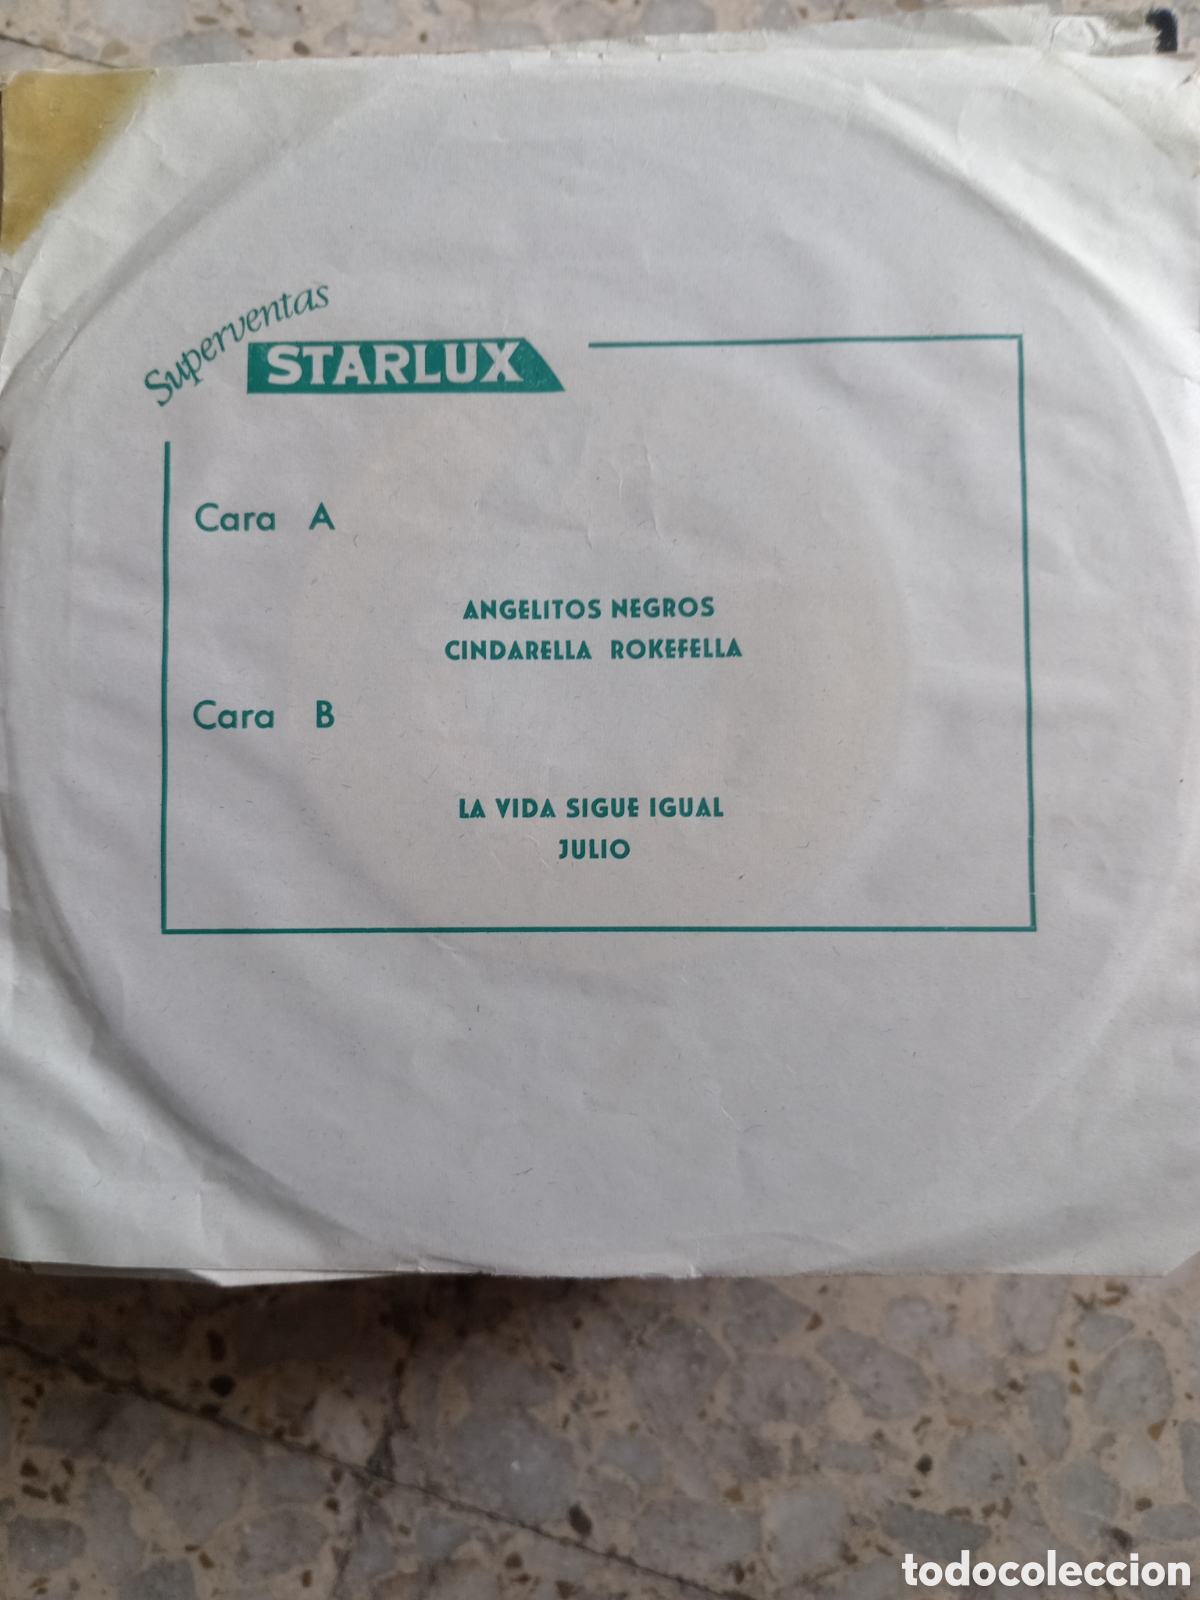 Superventas
STARLUX
Cara A
ANGELITOS NEGROS
CINDARELLA ROKEFELLA
Cara B
LA VIDA SIGUE IGUAL
JULIO
todocoleccion